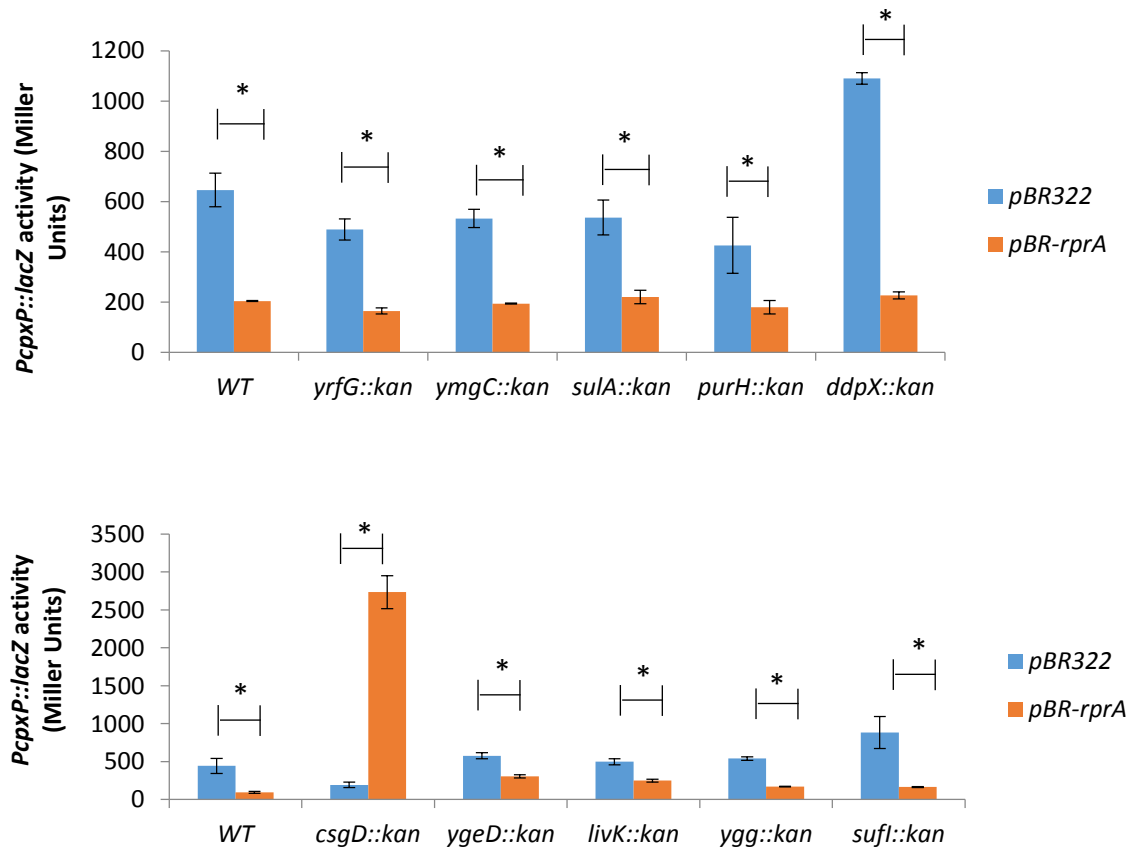 *
* * * * *
1200
1000
800
600
400
200
0
PcpxP::lacZ activity (Miller
Units)
WT yrfG::kan ymgC::kan sulA::kan purH::kan ddpX::kan
pBR322
pBR-rprA
*
* * * * *
3500
3000
2500
2000
1500
1000
500
0
PcpxP::lacZ activity
(Miller Units)
WT csgD::kan ygeD::kan livK::kan ygg::kan sufI::kan
pBR322
pBR-rprA